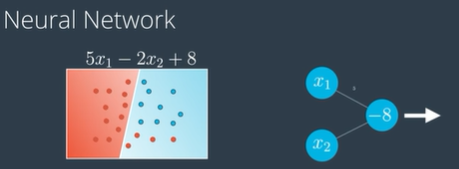 Neural Network
5x₁ − 2x₂ + 8
x₁
−8
x₂